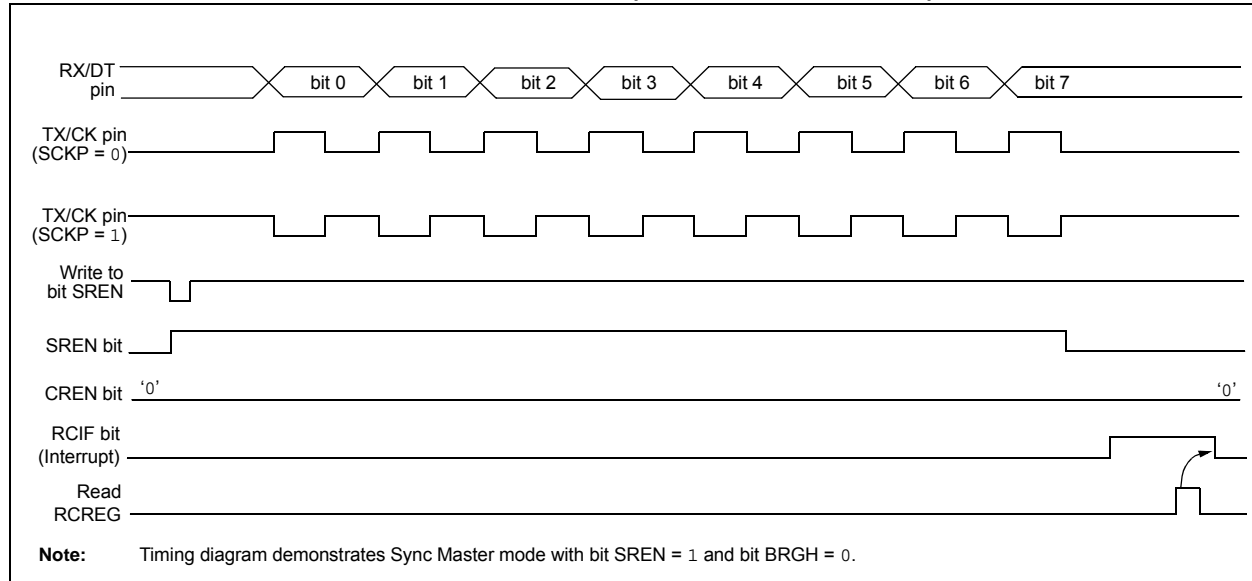 RX/DT
pin
bit 0 bit 1 bit 2 bit 3 bit 4 bit 5 bit 6 bit 7
TX/CK pin
(SCKP = 0)
TX/CK pin
(SCKP = 1)
Write to
bit SREN
SREN bit
CREN bit ‘0’ ‘0’
RCIF bit
(Interrupt)
Read
RCREG
Note: Timing diagram demonstrates Sync Master mode with bit SREN = 1 and bit BRGH = 0.